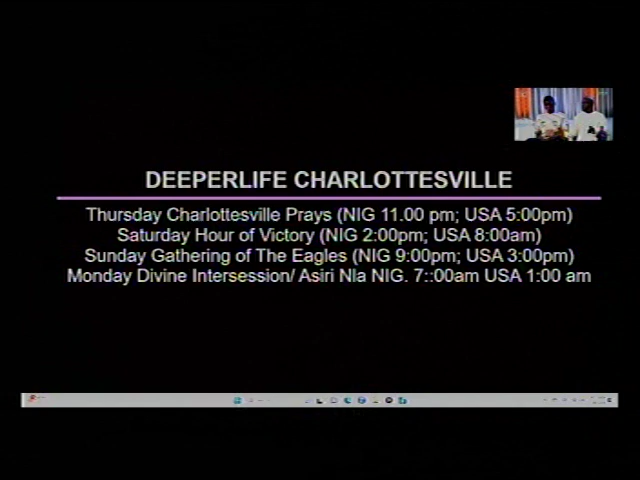 DEEPERLIFE CHARLOTTESVILLE
Thursday Charlottesville Prays (NIG 11.00 pm; USA 5:00pm)
Saturday Hour of Victory (NIG 2:00pm; USA 8:00am)
Sunday Gathering of The Eagles (NIG 9:00pm; USA 3:00pm)
Monday Divine Intersession/ Asiri Nla NIG. 7::00am USA 1:00 am